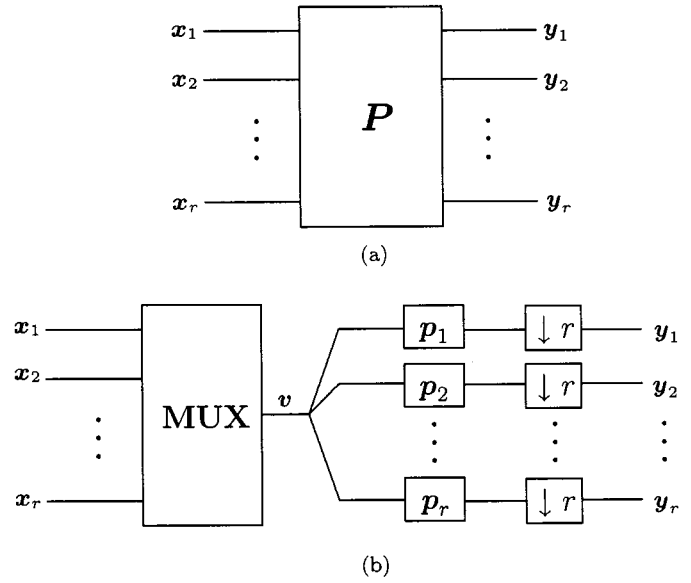 x₁ y₁
x₂ y₂
P
⋮ ⋮
xᵣ yᵣ
(a)
x₁ p₁ ↓ r y₁
x₂ p₂ ↓ r y₂
MUX v
⋮ ⋮ ⋮ ⋮
xᵣ pᵣ ↓ r yᵣ
(b)